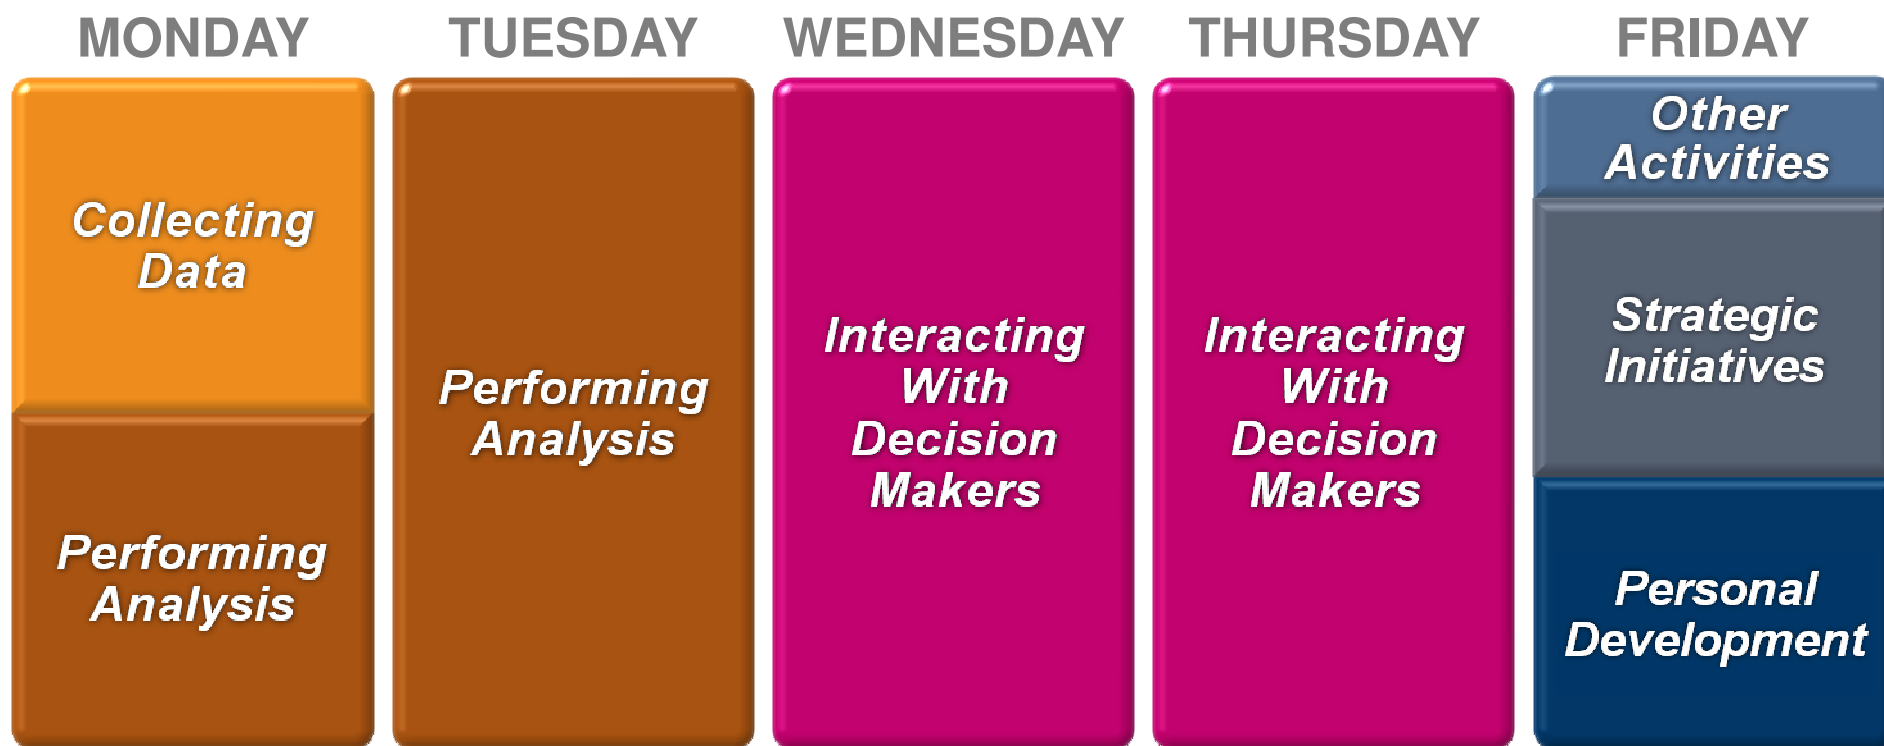 MONDAY
TUESDAY
WEDNESDAY
THURSDAY
FRIDAY
Collecting
Data
Performing
Analysis
Performing
Analysis
Interacting
With
Decision
Makers
Interacting
With
Decision
Makers
Other
Activities
Strategic
Initiatives
Personal
Development